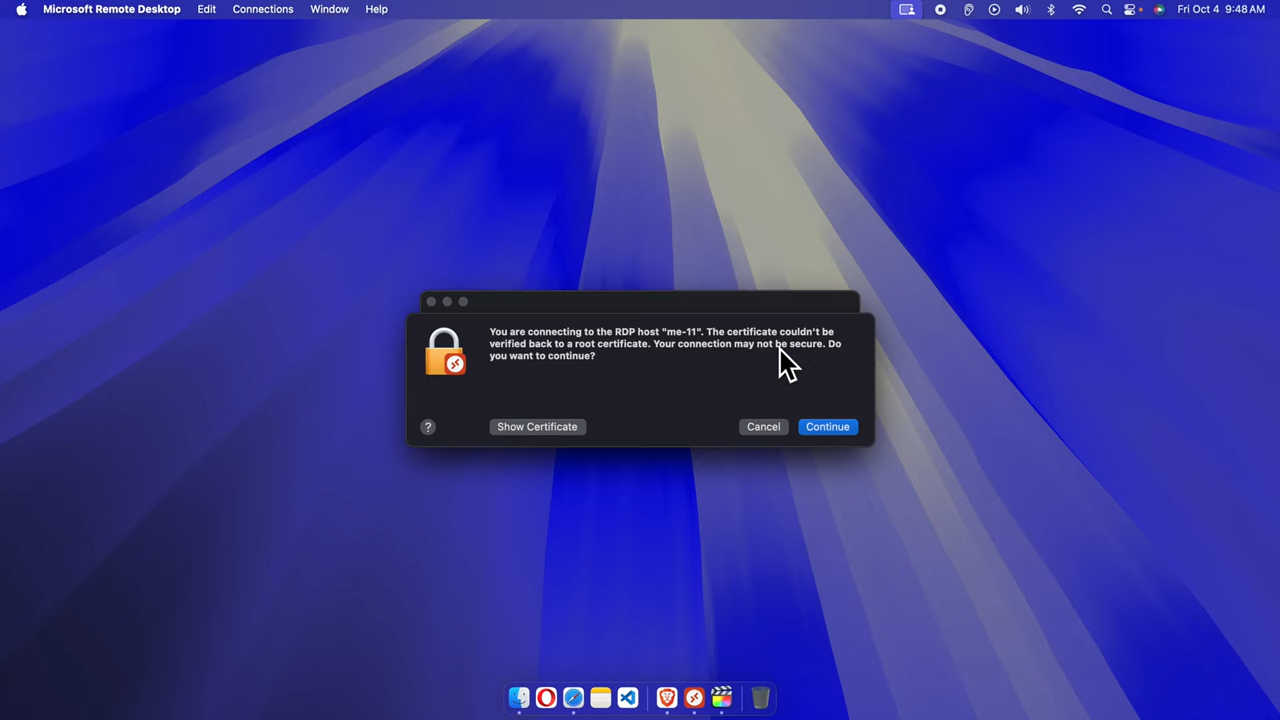 Microsoft Remote Desktop Edit Connections Window Help Fri Oct 4 9:48 AM
You are connecting to the RDP host "me-11". The certificate couldn't be
verified back to a root certificate. Your connection may not be secure. Do
you want to continue?
? Show Certificate Cancel Continue